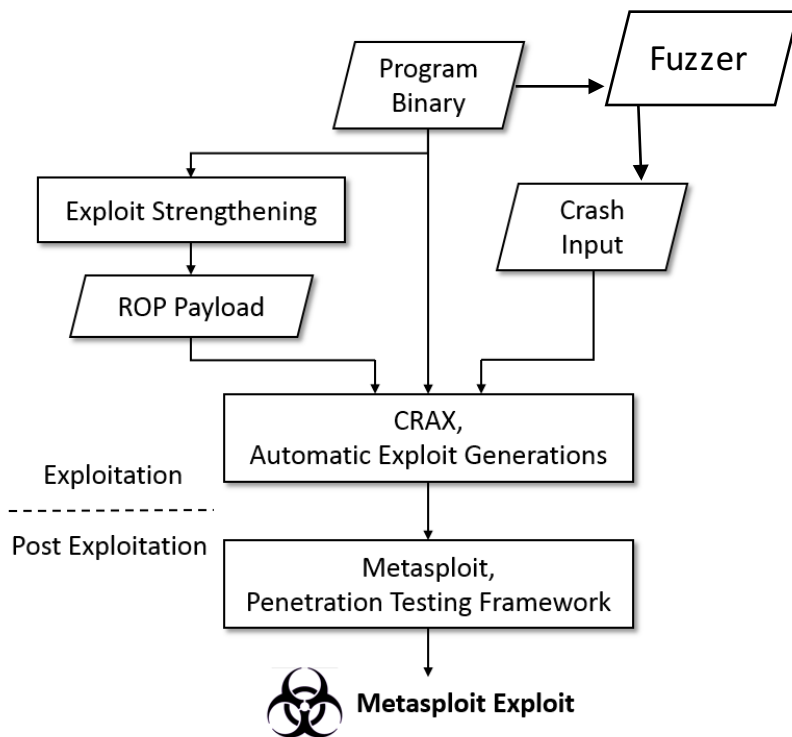 Program
Binary
Fuzzer
Exploit Strengthening
Crash
Input
ROP Payload
CRAX,
Automatic Exploit Generations
Exploitation
Post Exploitation
Metasploit,
Penetration Testing Framework
Metasploit Exploit